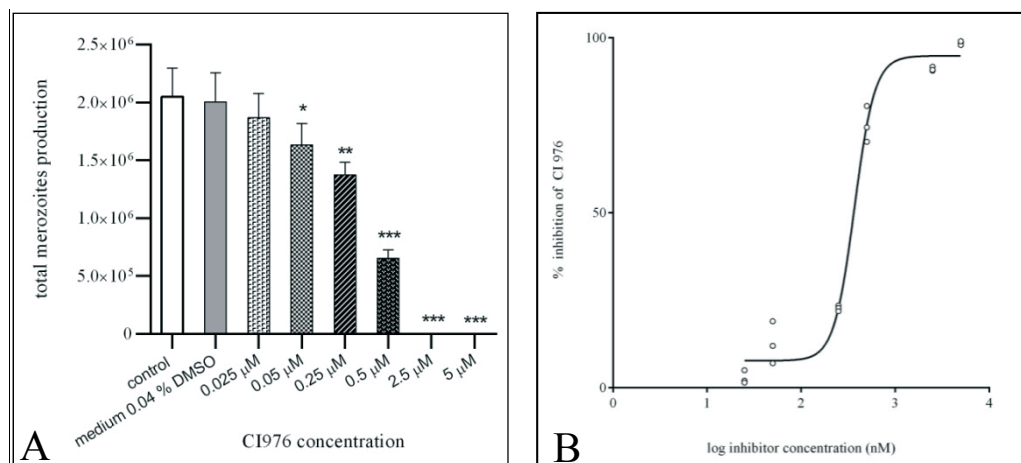 2.5×10⁶
2.0×10⁶
1.5×10⁶
1.0×10⁶
5.0×10⁵
0
total merozoites production
*
**
***
***
***
control
medium 0.04 % DMSO
0.025 µM
0.05 µM
0.25 µM
0.5 µM
2.5 µM
5 µM
CI976 concentration
A
100
50
0
% inhibition of CI 976
0
1
2
3
4
log inhibitor concentration (nM)
B